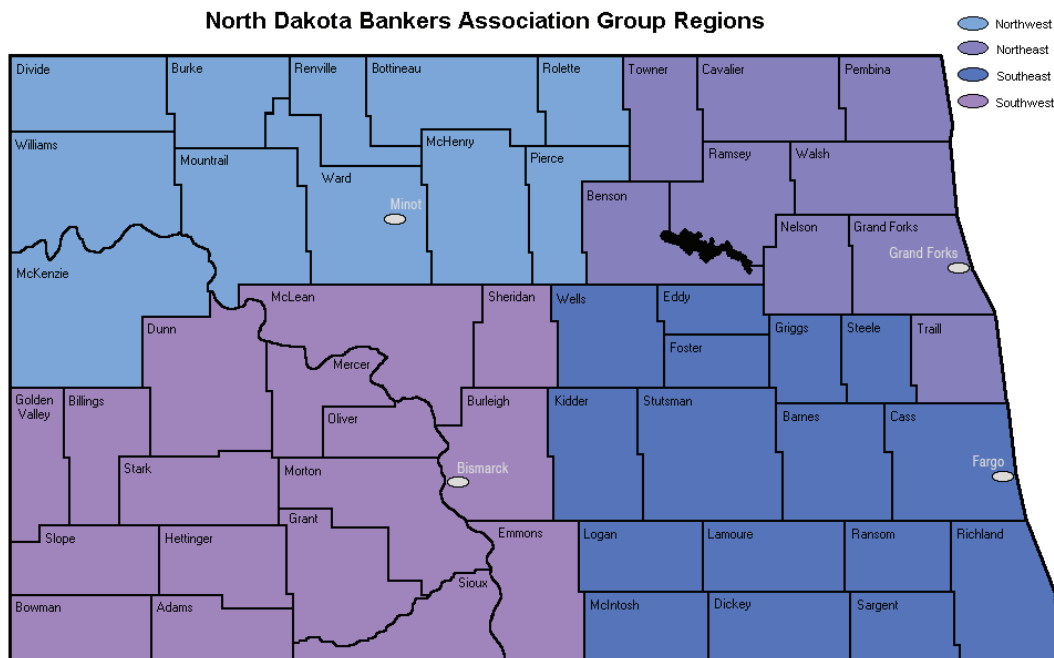 North Dakota Bankers Association Group Regions
Northwest
Northeast
Southeast
Southwest
Divide
Burke
Renville
Bottineau
Rolette
Towner
Cavalier
Pembina
Williams
Mountrail
Ward
McHenry
Pierce
Ramsey
Walsh
Minot
Benson
Nelson
Grand Forks
Grand Forks
McKenzie
McLean
Sheridan
Wells
Eddy
Dunn
Griggs
Steele
Traill
Foster
Mercer
Golden
Valley
Billings
Oliver
Burleigh
Kidder
Stutsman
Barnes
Cass
Stark
Morton
Bismarck
Fargo
Grant
Slope
Hettinger
Emmons
Logan
Lamoure
Ransom
Richland
Sioux
Bowman
Adams
McIntosh
Dickey
Sargent